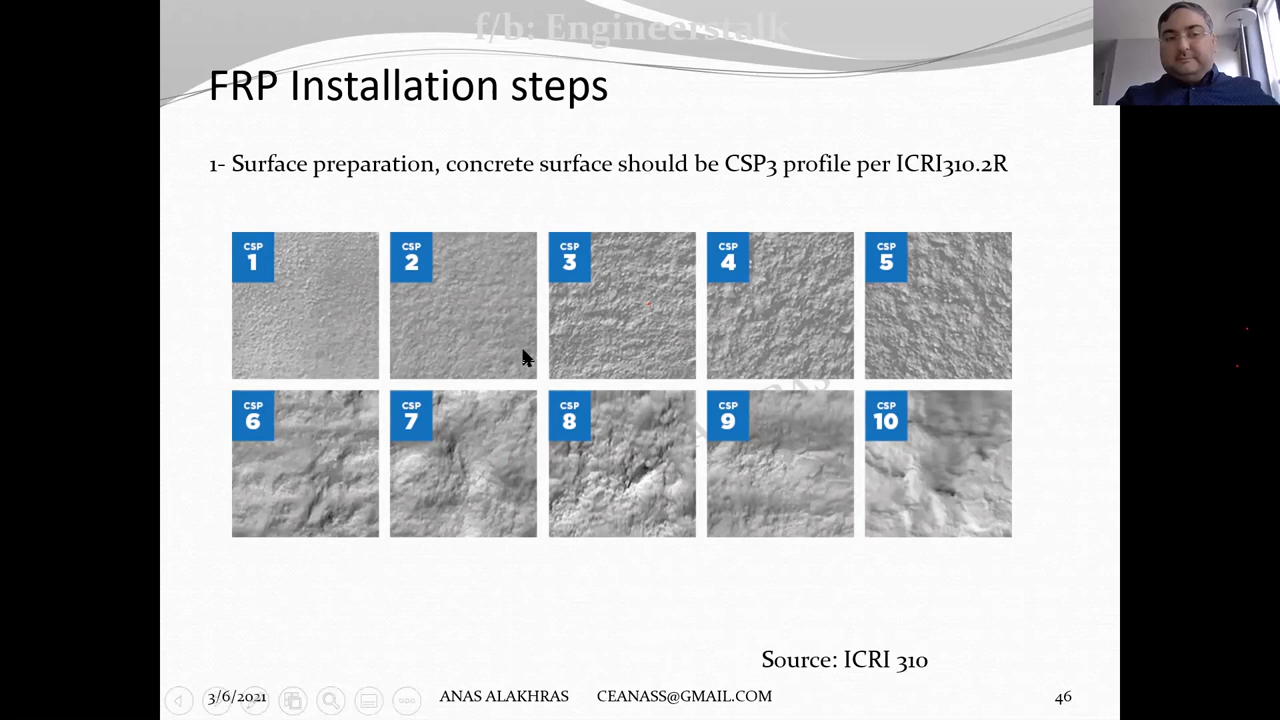 f/b: Engineerstalk
FRP Installation steps
1- Surface preparation, concrete surface should be CSP3 profile per ICRI310.2R
CSP 1
CSP 2
CSP 3
CSP 4
CSP 5
CSP 6
CSP 7
CSP 8
CSP 9
CSP 10
Source: ICRI 310
3/6/2021 ANAS ALAKHRAS CEANASS@GMAIL.COM 46